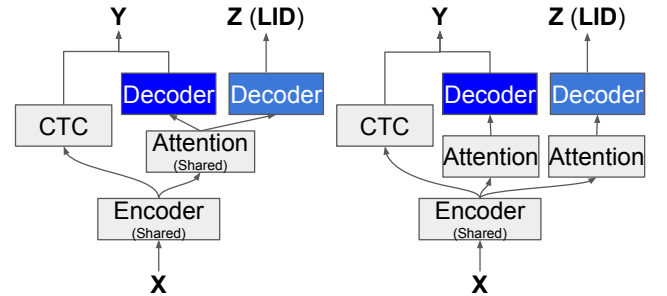 Y Z (LID)
Decoder Decoder
CTC
Attention
(Shared)
Encoder
(Shared)
X
Y Z (LID)
Decoder Decoder
CTC
Attention Attention
Encoder
(Shared)
X